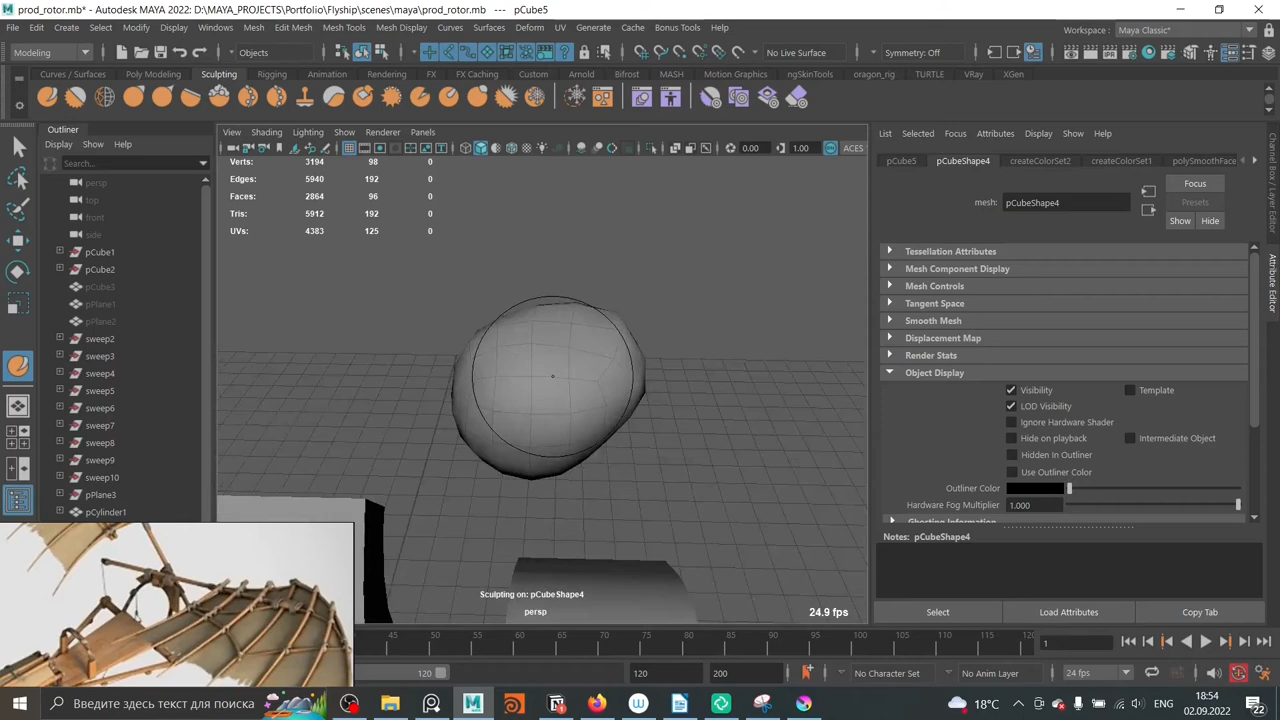 prod_rotor.mb* - Autodesk MAYA 2022: D:\MAYA_PROJECTS\Portfolio\Flyship\scenes\maya\prod_rotor.mb --- pCube5
File Edit Create Select Modify Display Windows Mesh Edit Mesh Mesh Tools Mesh Display Curves Surfaces Deform UV Generate Cache Bonus Tools Help
Workspace : Maya Classic*
Modeling Objects No Live Surface Symmetry: Off
Curves / Surfaces Poly Modeling Sculpting Rigging Animation Rendering FX FX Caching Custom Arnold Bifrost MASH Motion Graphics ngSkinTools oragon_rig TURTLE VRay XGen
Outliner
Display Show Help
Search...
persp
top
front
side
pCube1
pCube2
pCube3
pPlane1
pPlane2
sweep2
sweep3
sweep4
sweep5
sweep6
sweep7
sweep8
sweep9
sweep10
pPlane3
pCylinder1
View Shading Lighting Show Renderer Panels
0.00 1.00 ACES
Verts: 3194 98 0
Edges: 5940 192 0
Faces: 2864 96 0
Tris: 5912 192 0
UVs: 4383 125 0
Sculpting on: pCubeShape4
persp
24.9 fps
List Selected Focus Attributes Display Show Help
pCube5 pCubeShape4 createColorSet2 createColorSet1 polySmoothFace
mesh: pCubeShape4
Focus
Presets
Show Hide
Tessellation Attributes
Mesh Component Display
Mesh Controls
Tangent Space
Smooth Mesh
Displacement Map
Render Stats
Object Display
Visibility Template
LOD Visibility
Ignore Hardware Shader
Hide on playback Intermediate Object
Hidden In Outliner
Use Outliner Color
Outliner Color
Hardware Fog Multiplier 1.000
Ghosting Information
Notes: pCubeShape4
Select Load Attributes Copy Tab
Channel Box / Layer Editor
Attribute Editor
45 50 55 60 65 70 75 80 85 90 95 100 105 110 115 120
1
120 120 200 No Character Set No Anim Layer 24 fps
Введите здесь текст для поиска
18°C
ENG
18:54
02.09.2022
22